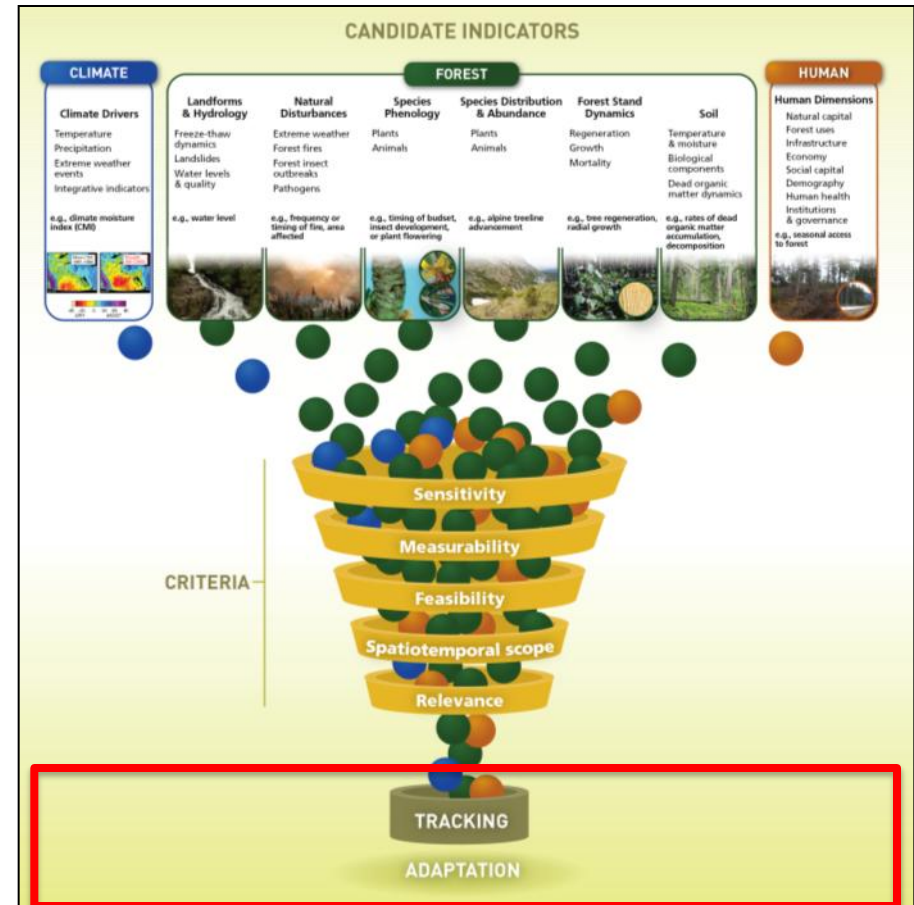 CANDIDATE INDICATORS
CLIMATE
Climate Drivers
Temperature
Precipitation
Extreme weather
events
Integrative indicators
e.g., climate moisture
index (CMI)
FOREST
Landforms
& Hydrology
Freeze-thaw
dynamics
Landslides
Water levels
& quality
e.g., water level
Natural
Disturbances
Extreme weather
Forest fires
Forest insect
outbreaks
Pathogens
e.g., frequency or
timing of fire, area
affected
Species
Phenology
Plants
Animals
e.g., timing of budset,
insect development,
or plant flowering
Species Distribution
& Abundance
Plants
Animals
e.g., alpine treeline
advancement
Forest Stand
Dynamics
Regeneration
Growth
Mortality
e.g., tree regeneration,
radial growth
Soil
Temperature
& moisture
Biological
components
Dead organic
matter dynamics
e.g., rates of dead
organic matter
accumulation,
decomposition
HUMAN
Human Dimensions
Natural capital
Forest uses
Infrastructure
Economy
Social capital
Demography
Human health
Institutions
& governance
e.g., seasonal access
to forest
CRITERIA
Sensitivity
Measurability
Feasibility
Spatiotemporal scope
Relevance
TRACKING
ADAPTATION